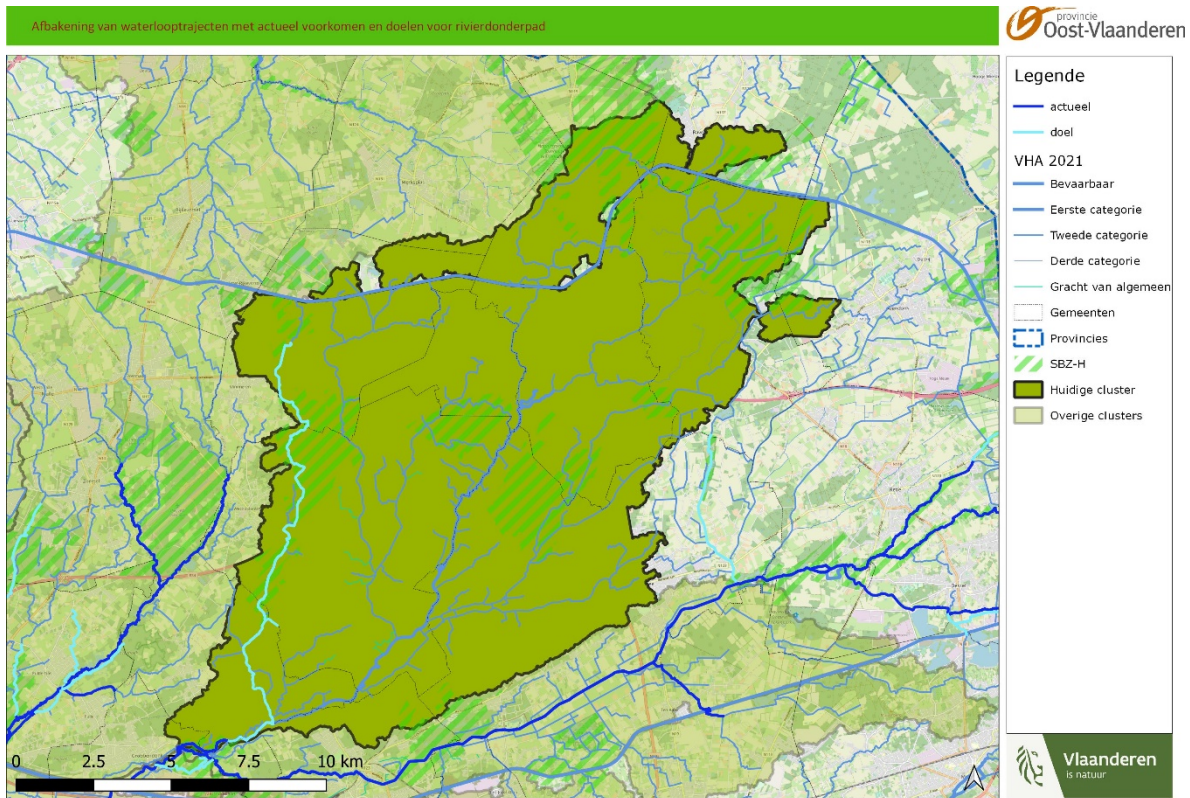 Afbakening van waterlooptrajecten met actueel voorkomen en doelen voor rivierdonderpad
provincie
Oost-Vlaanderen
Legende
actueel
doel
VHA 2021
Bevaarbaar
Eerste categorie
Tweede categorie
Derde categorie
Gracht van algemeen
Gemeenten
Provincies
SBZ-H
Huidige cluster
Overige clusters
0 2.5 5 7.5 10 km
Vlaanderen
is natuur